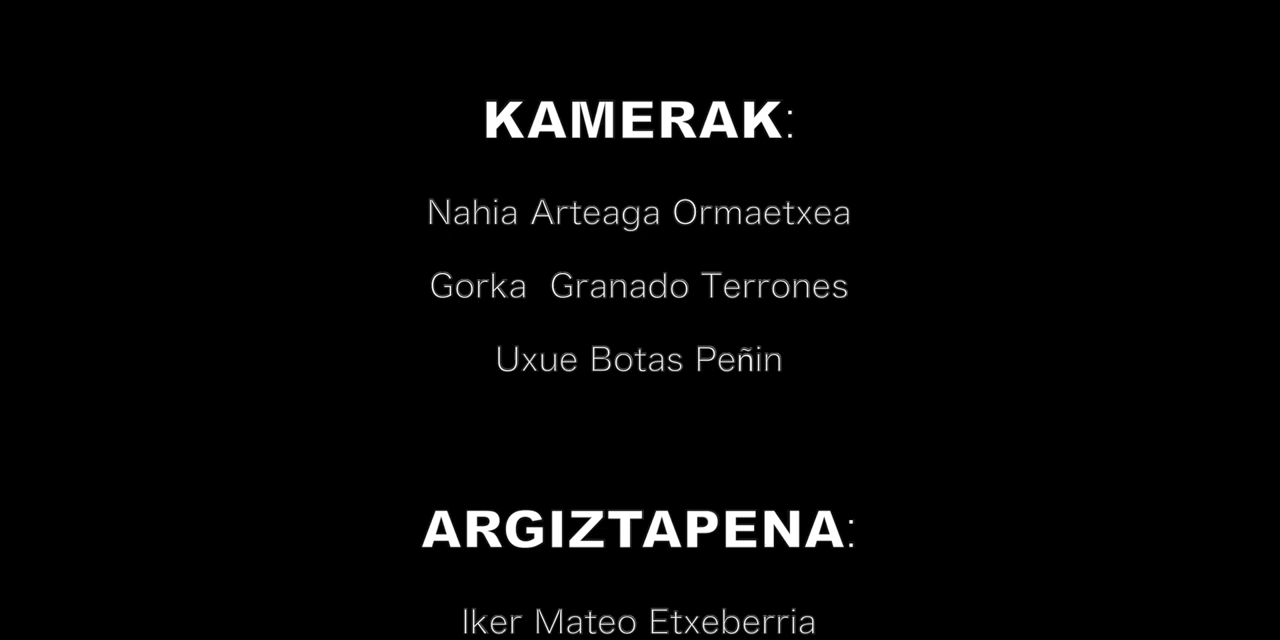 KAMERAK:
Nahia Arteaga Ormaetxea
Gorka  Granado Terrones
Uxue Botas Peñin
ARGIZTAPENA:
Iker Mateo Etxeberria